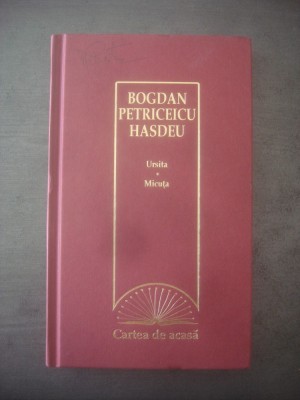 BOGDAN
PETRICEICU
HASDEU
Ursita
•
Micuța
Cartea de acasă